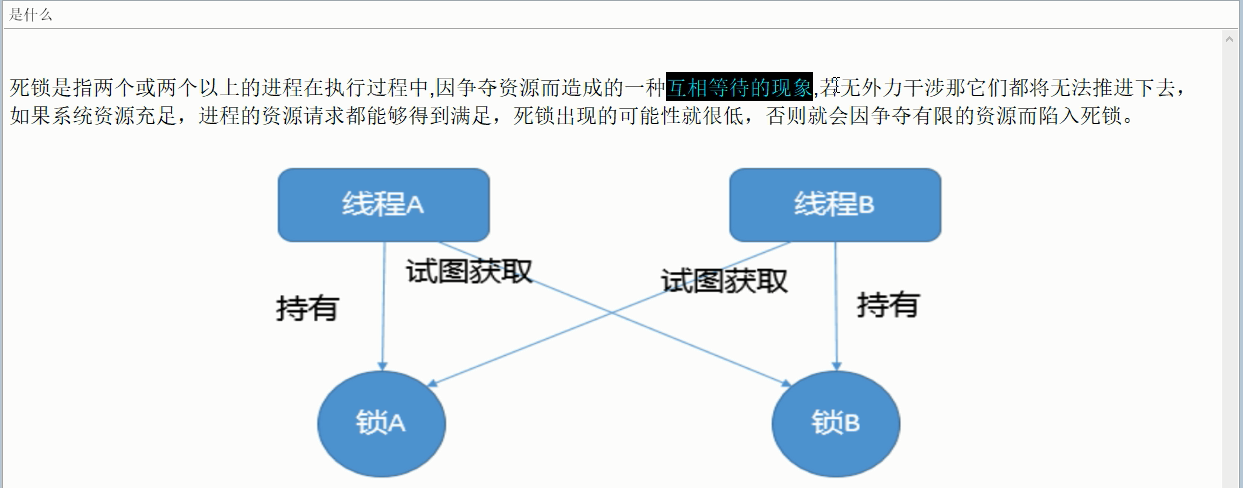 是什么
死锁是指两个或两个以上的进程在执行过程中,因争夺资源而造成的一种互相等待的现象,若无外力干涉那它们都将无法推进下去，
如果系统资源充足，进程的资源请求都能够得到满足，死锁出现的可能性就很低，否则就会因争夺有限的资源而陷入死锁。
线程A
线程B
试图获取
试图获取
持有
持有
锁A
锁B